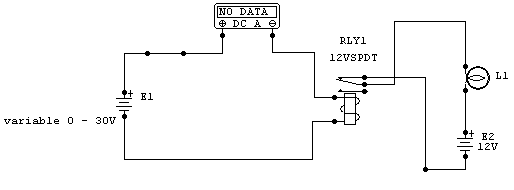 NO DATA
DC A
RLY1
12VSPDT
E1
L1
variable 0 - 30V
E2
12V